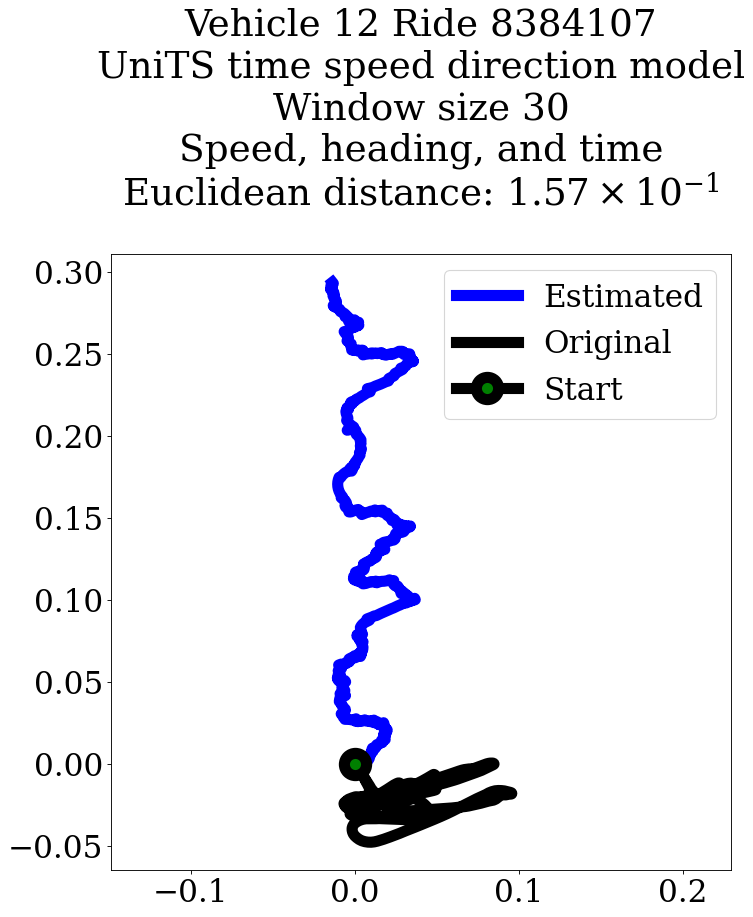 Vehicle 12 Ride 8384107
UniTS time speed direction model
Window size 30
Speed, heading, and time
Euclidean distance: 1.57 × 10⁻¹
Estimated
Original
Start
0.30
0.25
0.20
0.15
0.10
0.05
0.00
−0.05
−0.1 0.0 0.1 0.2